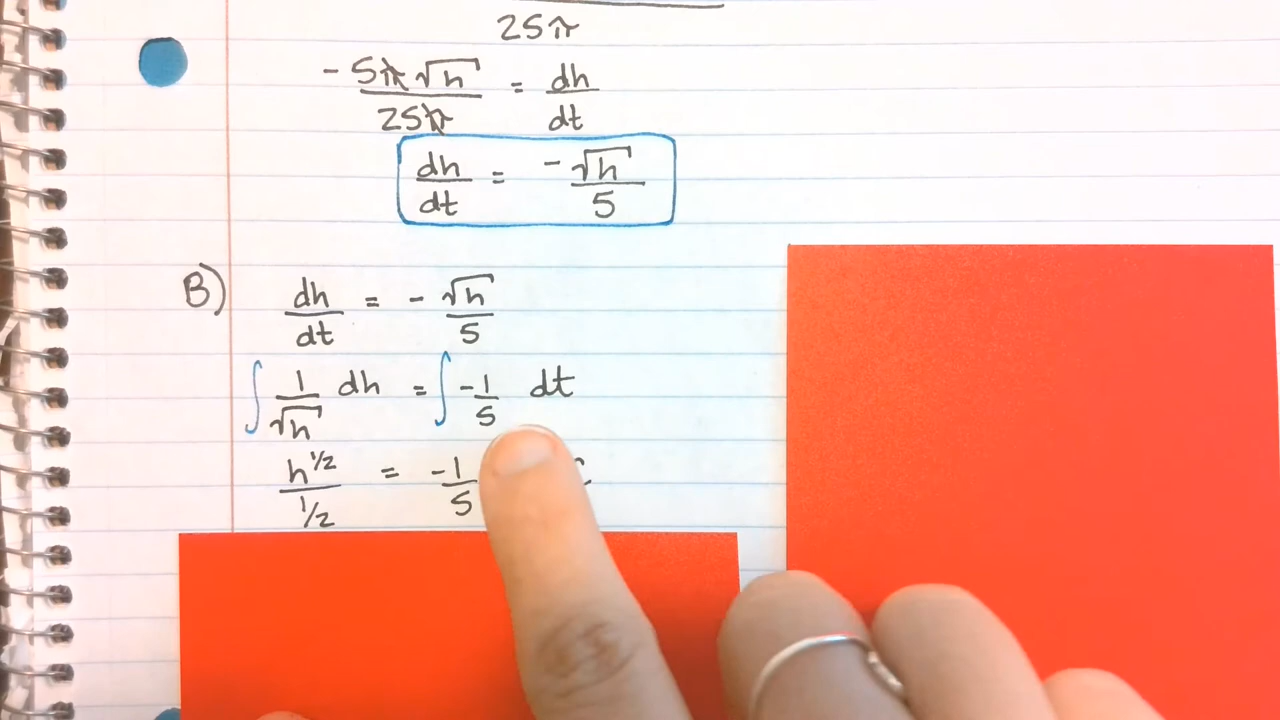 25π
-5π√h / 25π = dh/dt
dh/dt = -√h / 5
B) dh/dt = - √h / 5
∫ 1/√h dh = ∫ -1/5 dt
h^1/2 / 1/2 = -1/5